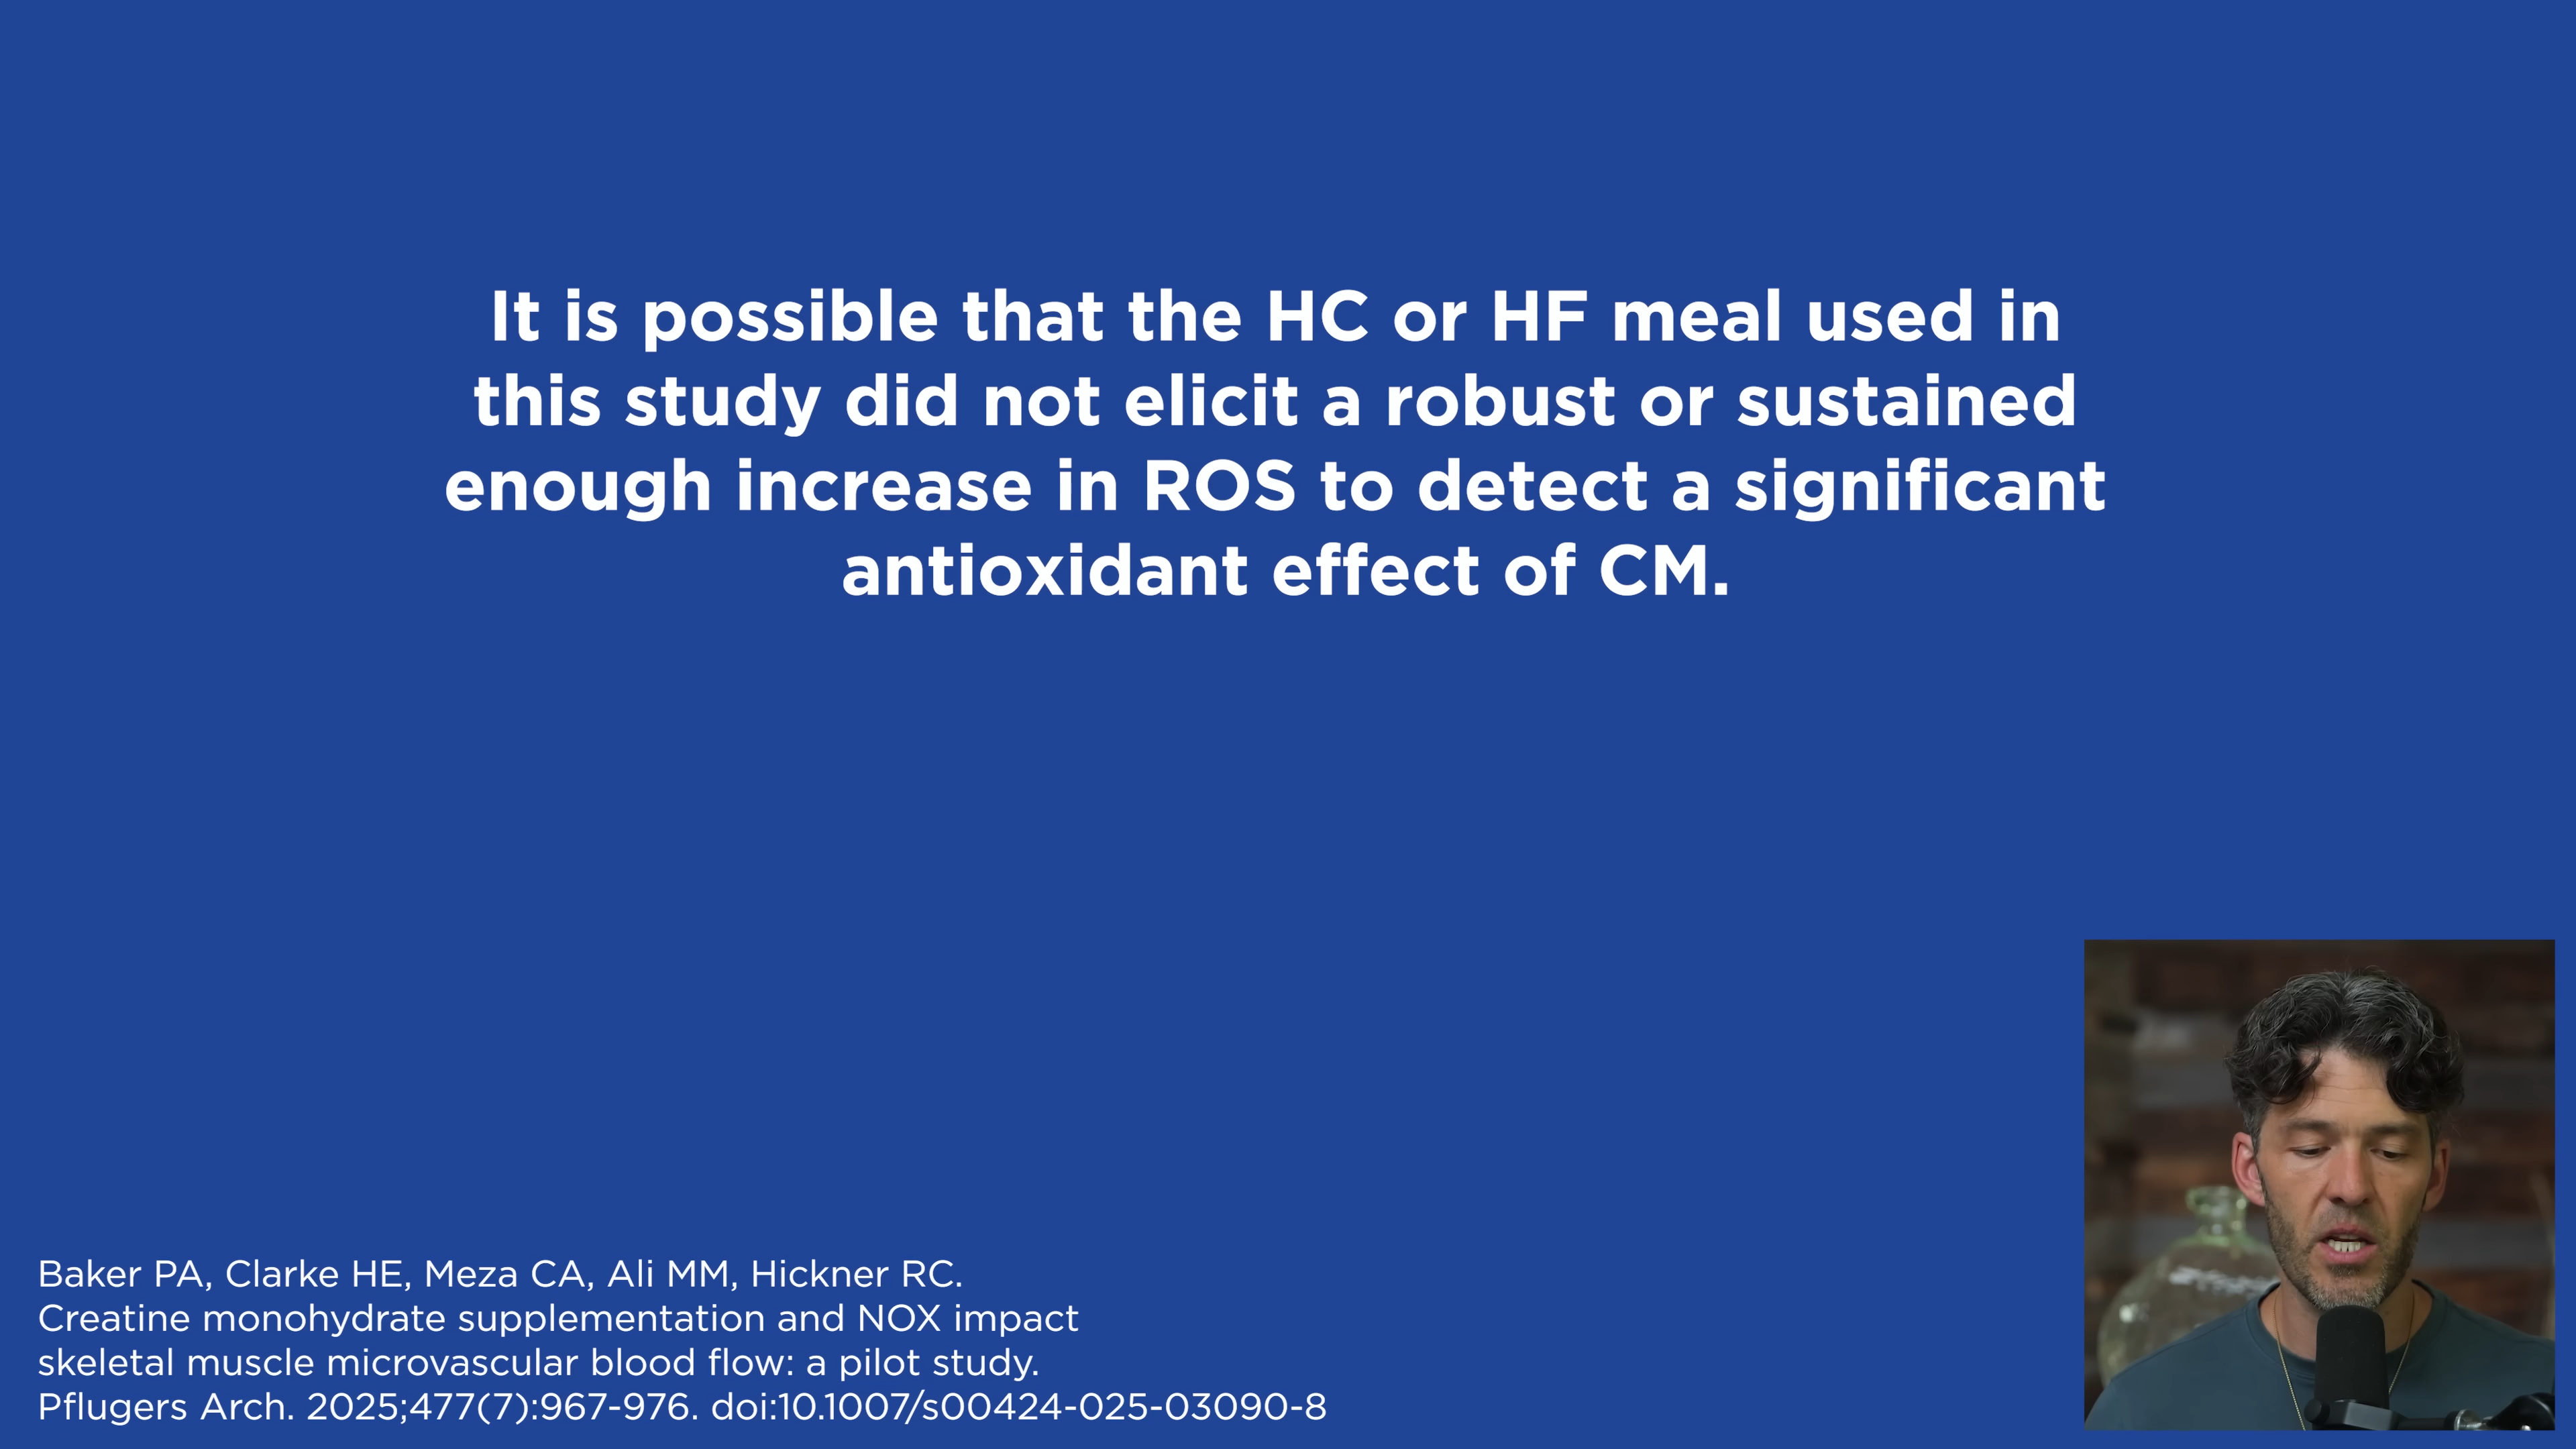 It is possible that the HC or HF meal used in
this study did not elicit a robust or sustained
enough increase in ROS to detect a significant
antioxidant effect of CM.
Baker PA, Clarke HE, Meza CA, Ali MM, Hickner RC.
Creatine monohydrate supplementation and NOX impact
skeletal muscle microvascular blood flow: a pilot study.
Pflugers Arch. 2025;477(7):967-976. doi:10.1007/s00424-025-03090-8